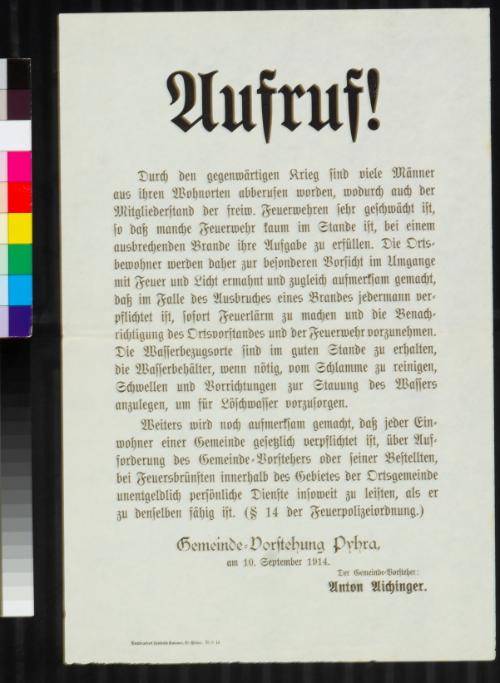 Aufruf!
Durch den gegenwärtigen Krieg sind viele Männer
aus ihren Wohnorten abberufen worden, wodurch auch der
Mitgliederstand der freiw. Feuerwehren sehr geschwächt ist,
so daß manche Feuerwehr kaum im Stande ist, bei einem
ausbrechenden Brande ihre Aufgabe zu erfüllen. Die Orts-
bewohner werden daher zur besonderen Vorsicht im Umgange
mit Feuer und Licht ermahnt und zugleich aufmerksam gemacht,
daß im Falle des Ausbruches eines Brandes jedermann ver-
pflichtet ist, sofort Feuerlärm zu machen und die Benach-
richtigung des Ortsvorstandes und der Feuerwehr vorzunehmen.
Die Wasserbezugsorte sind im guten Stande zu erhalten,
die Wasserbehälter, wenn nötig, vom Schlamme zu reinigen,
Schwellen und Vorrichtungen zur Stauung des Wassers
anzulegen, um für Löschwasser vorzusorgen.
Weiters wird noch aufmerksam gemacht, daß jeder Ein-
wohner einer Gemeinde gesetzlich verpflichtet ist, über Auf-
forderung des Gemeinde-Vorstehers oder seiner Bestellten,
bei Feuersbrünsten innerhalb des Gebietes der Ortsgemeinde
unentgeldlich persönliche Dienste insoweit zu leisten, als er
zu denselben fähig ist. (§ 14 der Feuerpolizeiordnung.)
Gemeinde-Vorstehung Pyhra,
am 10. September 1914.
Der Gemeinde-Vorsteher:
Anton Aichinger.